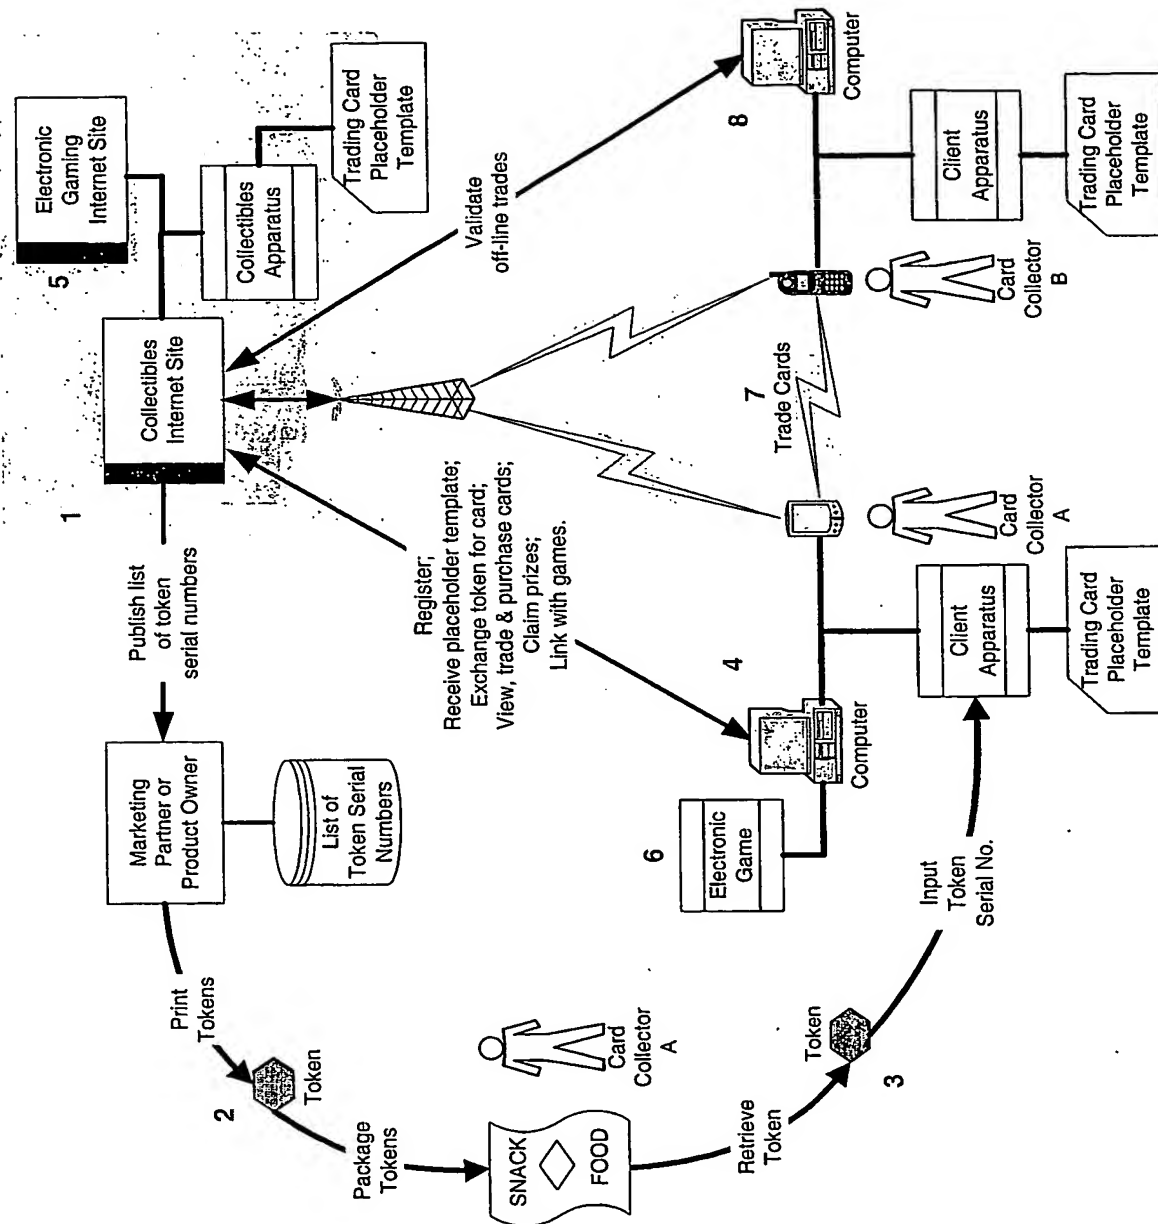 Electronic
Gaming
Internet Site
5
Collectibles
Apparatus
Trading Card
Placeholder
Template
Collectibles
Internet Site
1
Publish list
of token
serial numbers
Marketing
Partner or
Product Owner
List of
Token Serial
Numbers
Print
Tokens
2
Token
Package
Tokens
SNACK
FOOD
Card
Collector
A
Retrieve
Token
Token
3
Input
Token
Serial No.
Register;
Receive placeholder template;
Exchange token for card;
View, trade & purchase cards;
Claim prizes;
Link with games.
Validate
off-line trades
4
Computer
6
Electronic
Game
Client
Apparatus
Trading Card
Placeholder
Template
Card
Collector
A
7
Trade Cards
Card
Collector
B
8
Computer
Client
Apparatus
Trading Card
Placeholder
Template